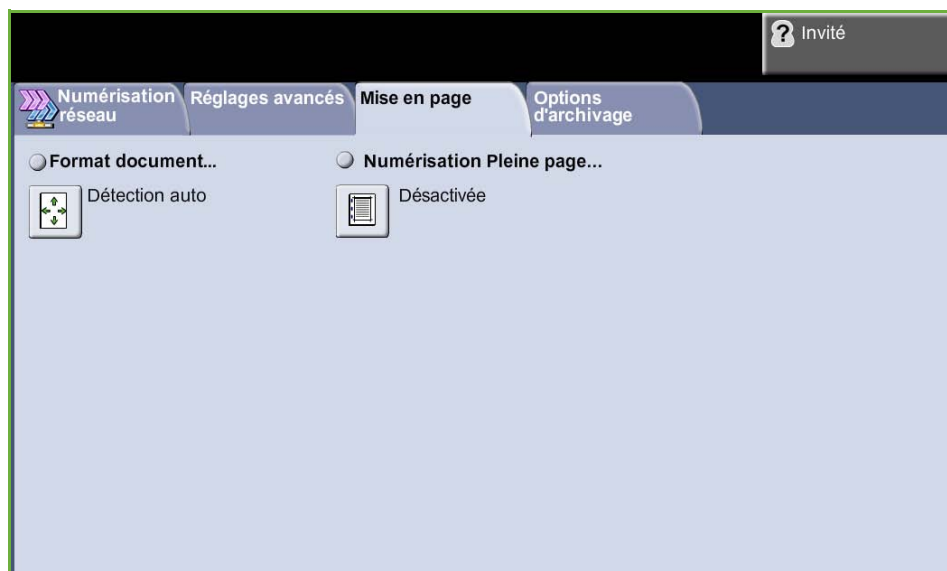 Invité
Numérisation
réseau
Réglages avancés
Mise en page
Options
d'archivage
Format document...
Détection auto
Numérisation Pleine page...
Désactivée